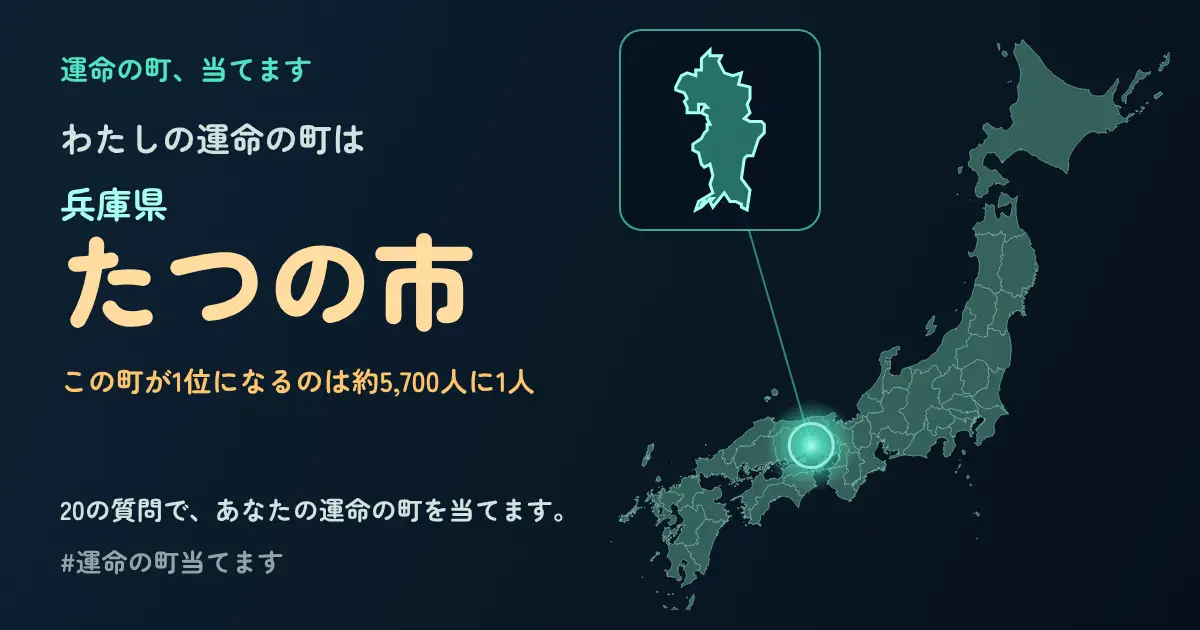 運命の町、当てます
わたしの運命の町は
兵庫県
たつの市
この町が1位になるのは約5,700人に1人
20の質問で、あなたの運命の町を当てます。
#運命の町当てます